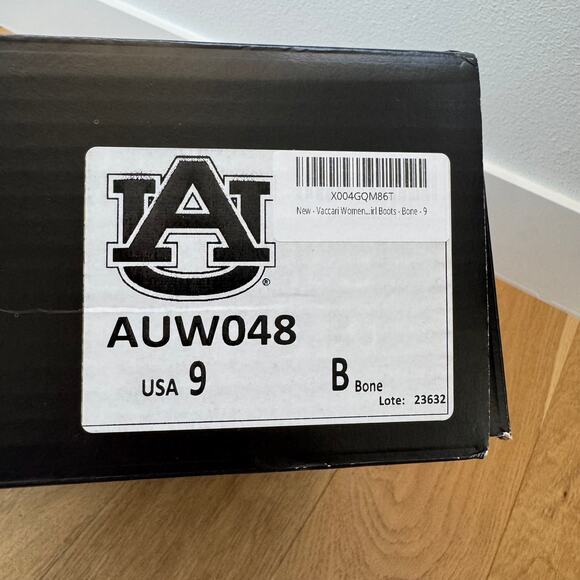 AU®
X004GQM86T
New - Vaccari Women...irl Boots - Bone - 9
AUW048
USA 9 B Bone
Lote: 23632